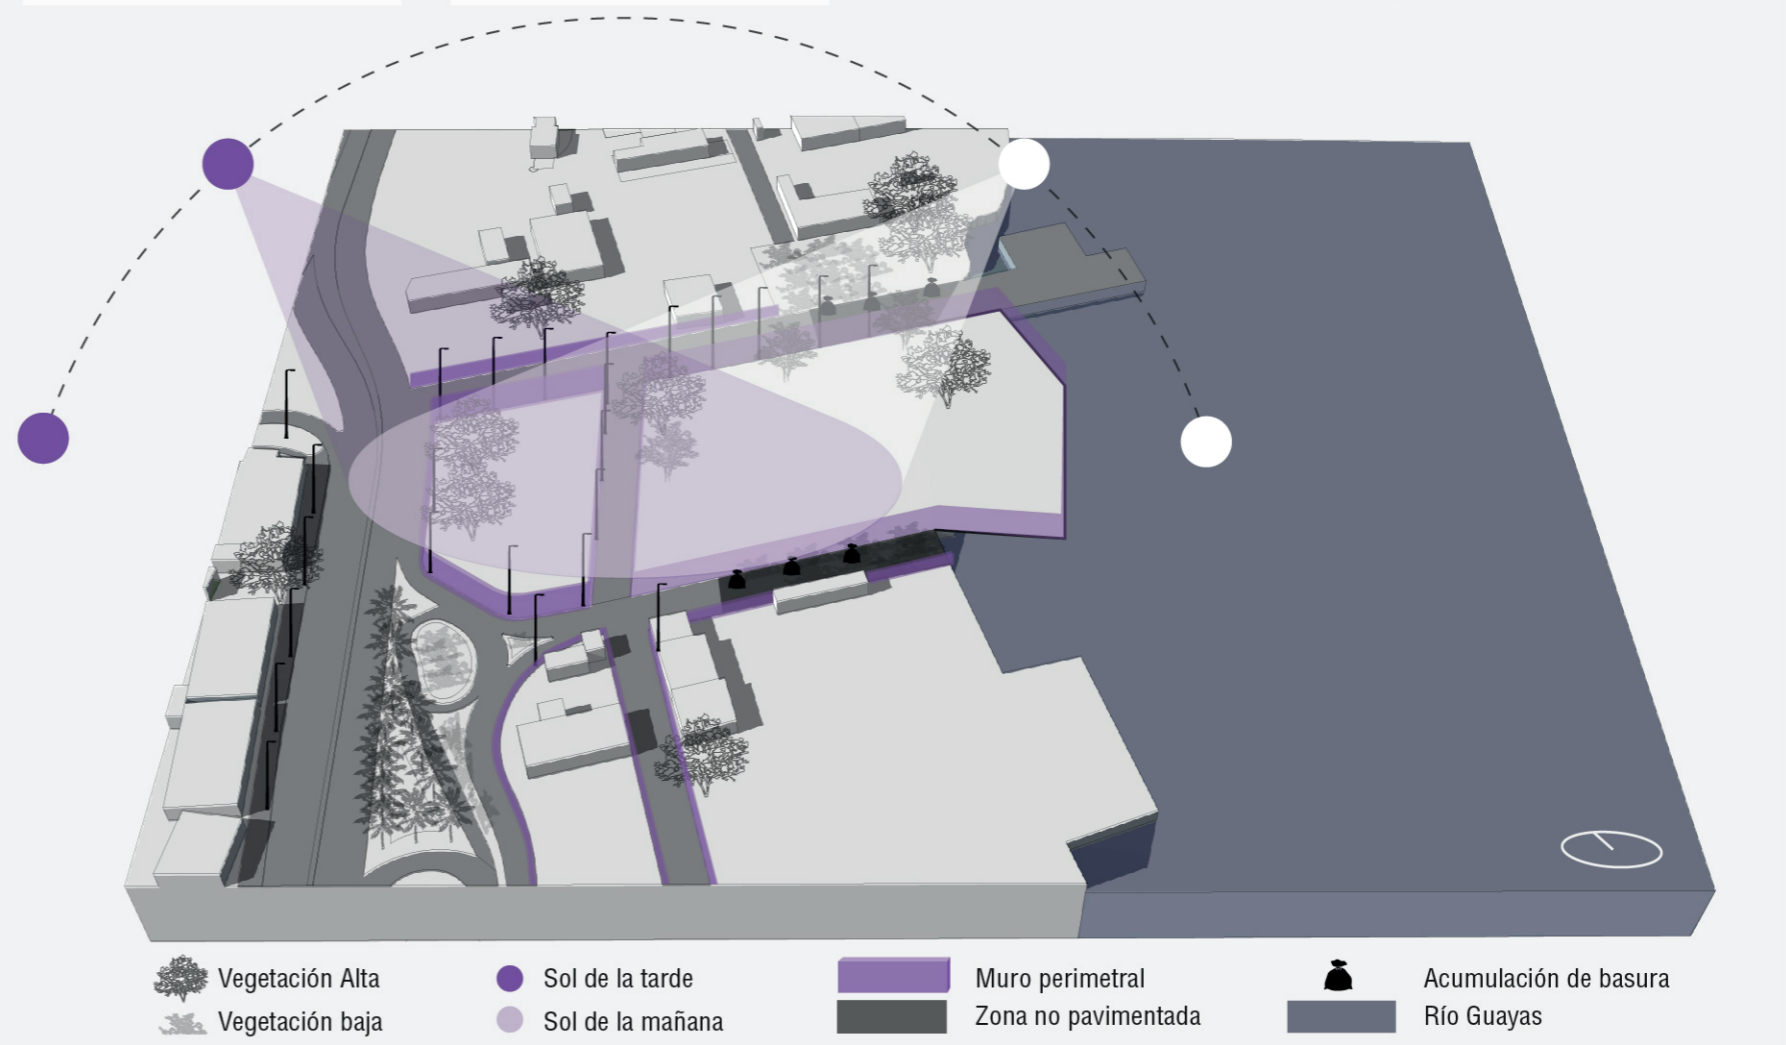 Vegetación Alta
Sol de la tarde
Muro perimetral
Acumulación de basura
Vegetación baja
Sol de la mañana
Zona no pavimentada
Río Guayas